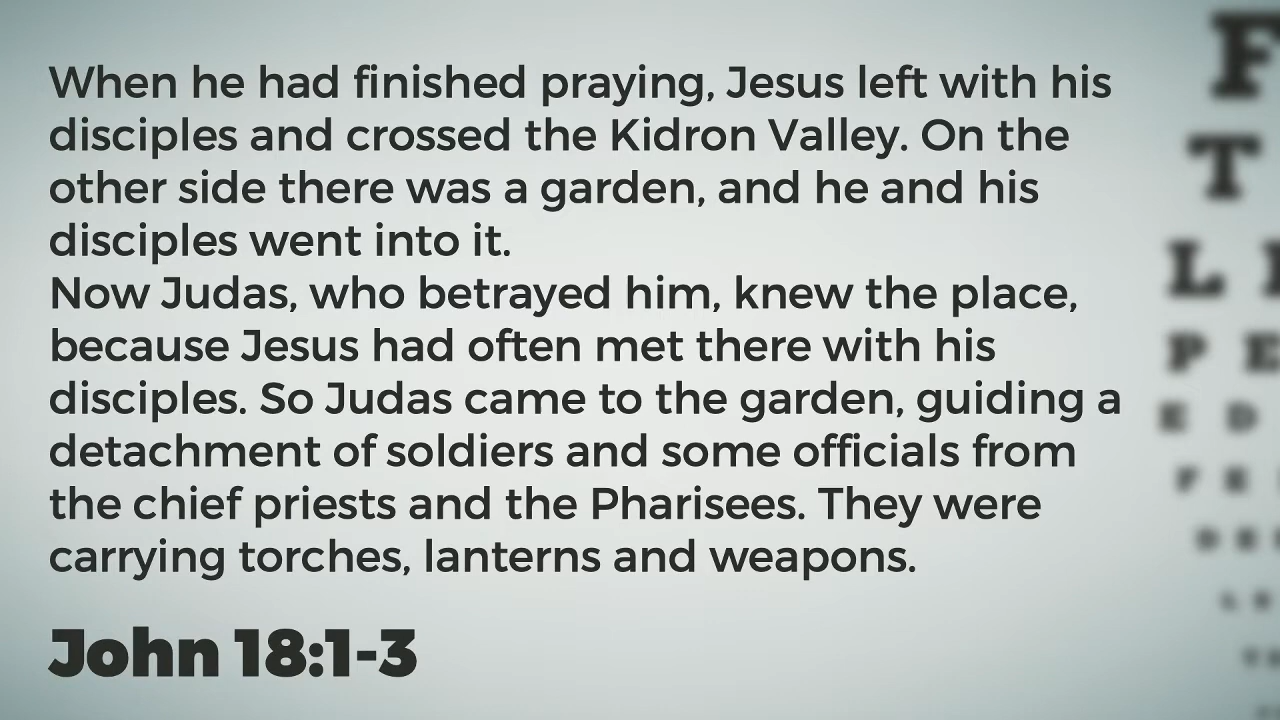 When he had finished praying, Jesus left with his
disciples and crossed the Kidron Valley. On the
other side there was a garden, and he and his
disciples went into it.
Now Judas, who betrayed him, knew the place,
because Jesus had often met there with his
disciples. So Judas came to the garden, guiding a
detachment of soldiers and some officials from
the chief priests and the Pharisees. They were
carrying torches, lanterns and weapons.
John 18:1-3
F
T
L
P E
E D
F E
D E
L